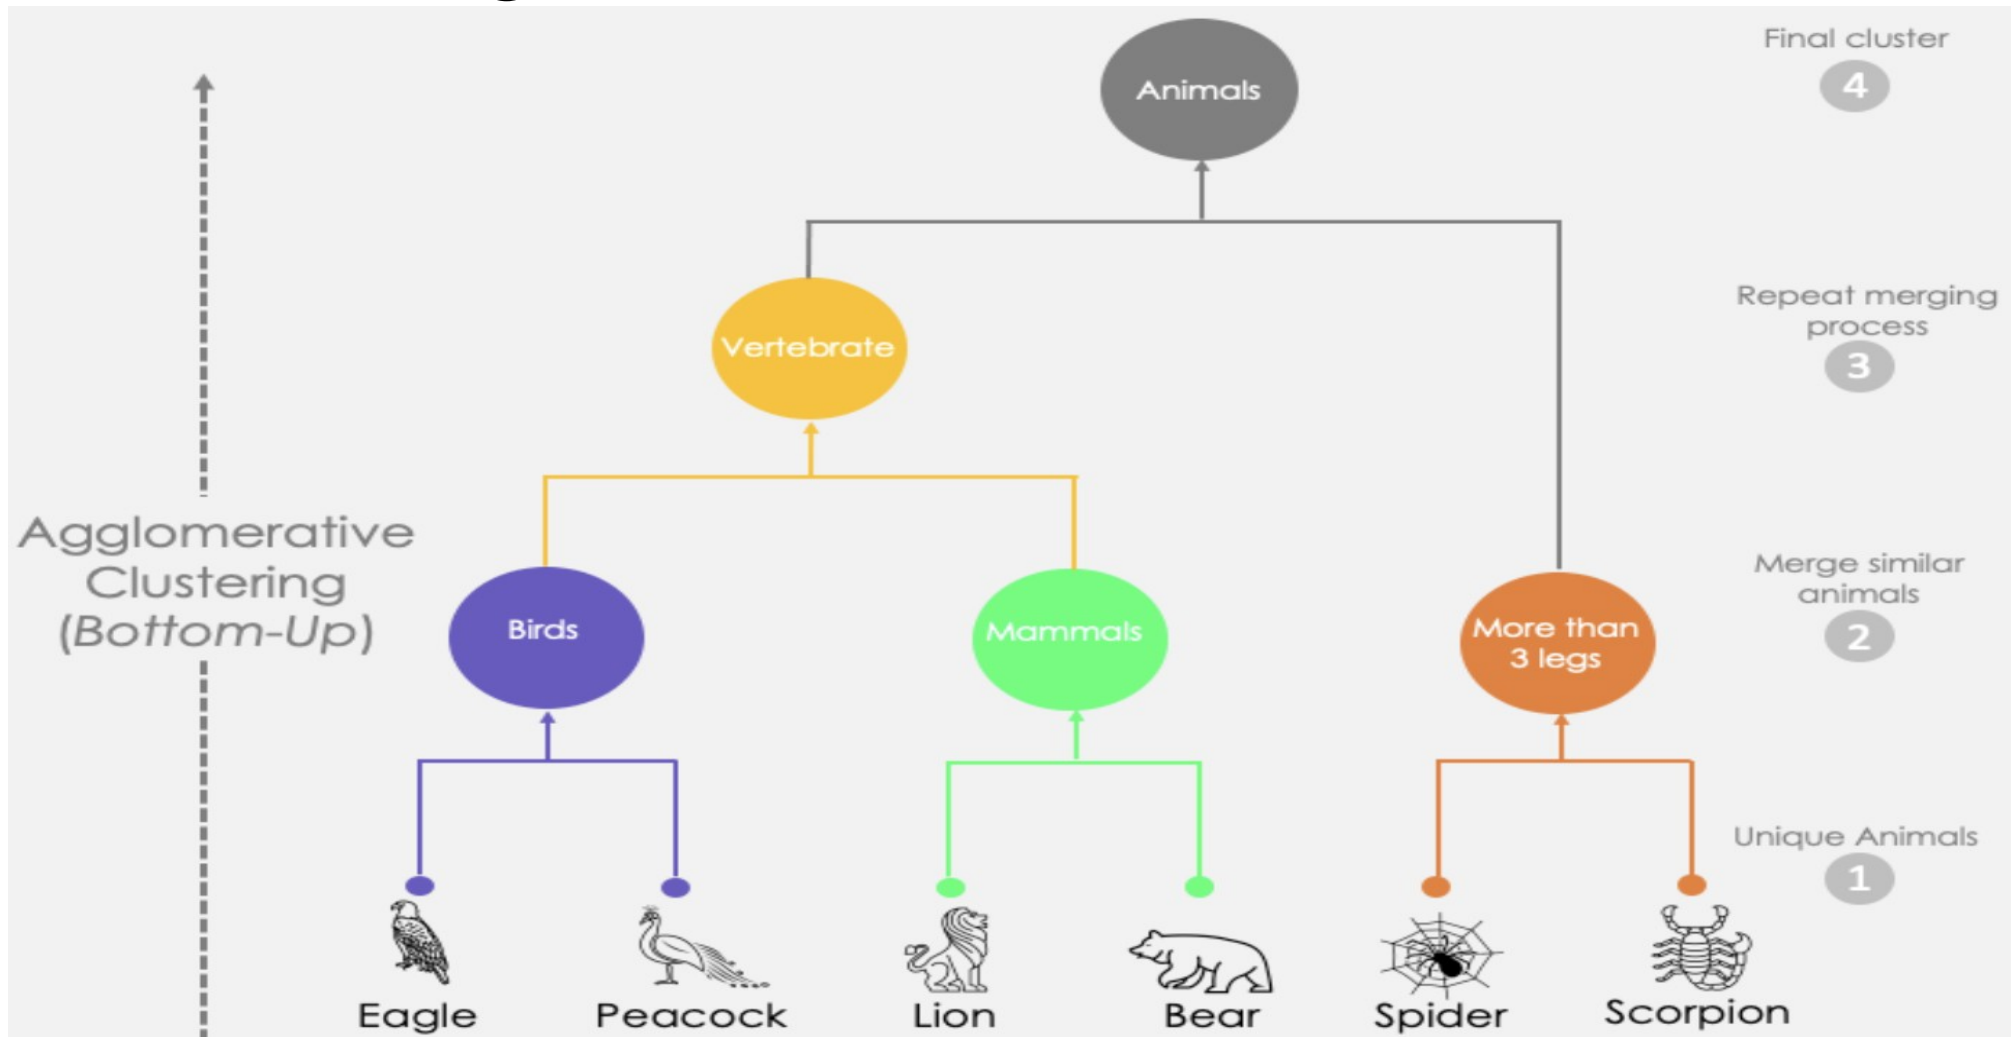 Animals
Final cluster
4
Vertebrate
Repeat merging
process
3
Agglomerative
Clustering
(Bottom-Up)
Birds
Mammals
More than
3 legs
Merge similar
animals
2
Unique Animals
1
Eagle
Peacock
Lion
Bear
Spider
Scorpion